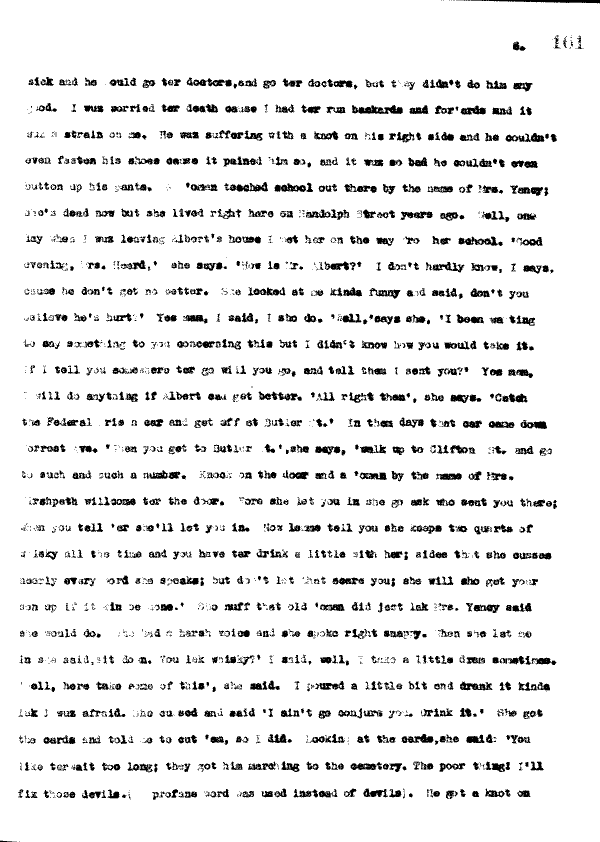 6. 161
sick and he would go ter doctors,and go ter doctors, but they didn't do him any
good. I wuz worried ter death cause I had ter run backards and for'ards and it
wuz a strain on me. He was suffering with a knot on his right side and he couldn't
even fasten his shoes cause it pained him so, and it wuz so bad he couldn't even
button up his pants. A 'oman teached school out there by the name of Mrs. Yancy;
she's dead now but she lived right here on Randolph Street years ago. Well, one
day when I wuz leaving Albert's house I met her on the way from her school. 'Good
evening, Mrs. Heard,' she says. 'How is Mr. Albert?' I don't hardly know, I says,
cause he don't get no better. She looked at me kinda funny and said, don't you
believe he's hurt?' Yes mam, I said, I sho do. 'Well,'says she, 'I been wanting
to say something to you concerning this but I didn't know how you would take it.
If I tell you somewhere ter go will you go, and tell them I sent you?' Yes mam,
I will do anything if Albert can get better. 'All right then', she says. 'Catch
the Federal Prison car and get off at Butler St.' In them days that car came down
Forrest Ave. 'When you get to Butler St.',she says, 'walk up to Clifton St. and go
to such and such a number. Knock on the door and a 'oman by the name of Mrs.
Hirshpath willcome ter the door. Fore she let you in she go ask who sent you there;
when you tell 'er she'll let you in. Now lemme tell you she keeps two quarts of
whisky all the time and you have ter drink a little with her; sides that she cusses
nearly every word she speaks; but don't let that scare you; she will sho get your
son up if it kin be done.' Sho nuff that old 'oman did jest lak Mrs. Yancy said
she would do. She had a harsh voice and she spoke right snappy. When she let me
in she said,sit down. You lak whisky?' I said, well, I take a little dram sometimes.
'Well, here take some of this', she said. I poured a little bit end drank it kinda
lak I wuz afraid. She cursed and said 'I ain't go conjure you. Drink it.' She got
the cards and told me to cut 'em, so I did. Looking at the cards,she said: 'You
like ter wait too long; they got him marching to the cemetery. The poor thing! I'll
fix those devils.( profane word was used instead of devils). He got a knot on